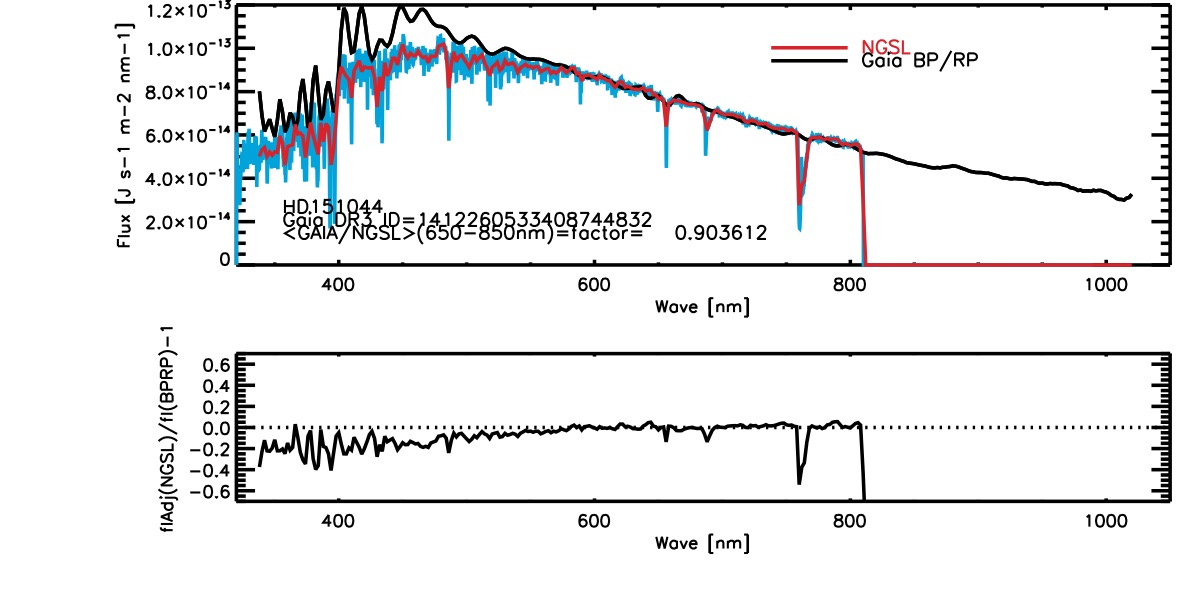 1.2×10⁻¹³
1.0×10⁻¹³
8.0×10⁻¹⁴
6.0×10⁻¹⁴
4.0×10⁻¹⁴
2.0×10⁻¹⁴
0
Flux [J s−1 m−2 nm−1]
NGSL
Gaia BP/RP
HD151044
Gaia DR3 ID=1412260533408744832
<GAIA/NGSL>(650−850nm)=factor= 0.903612
400 600 800 1000
Wave [nm]
0.6
0.4
0.2
0.0
−0.2
−0.4
−0.6
flAdj(NGSL)/fl(BPRP)−1
400 600 800 1000
Wave [nm]